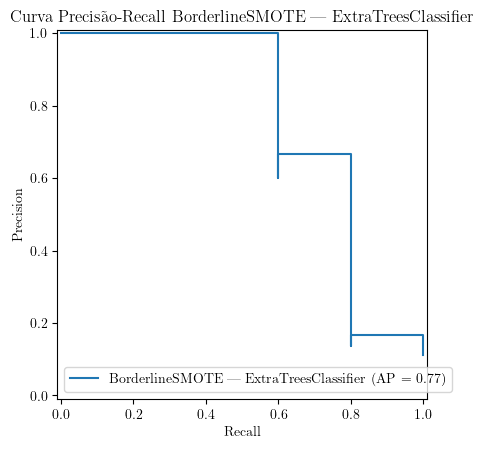 Curva Precisão-Recall BorderlineSMOTE — ExtraTreesClassifier
1.0
0.8
0.6
0.4
0.2
0.0
Precision
BorderlineSMOTE — ExtraTreesClassifier (AP = 0.77)
0.0 0.2 0.4 0.6 0.8 1.0
Recall